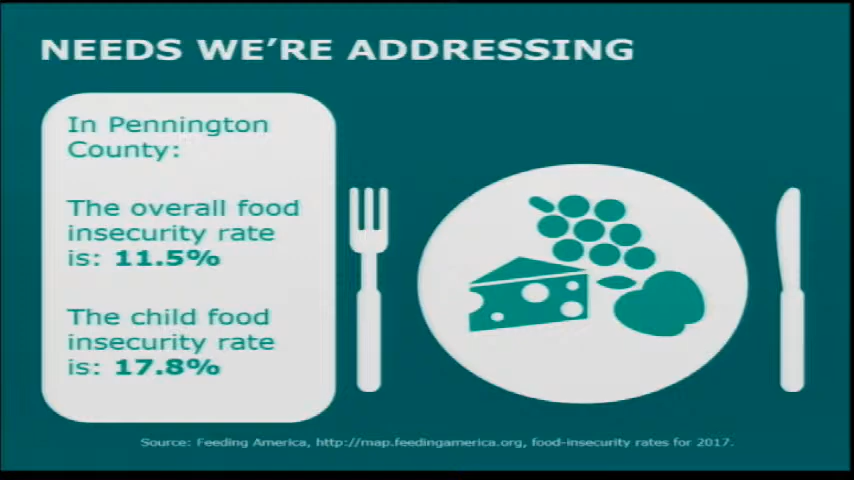 NEEDS WE'RE ADDRESSING
In Pennington
County:
The overall food
insecurity rate
is: 11.5%
The child food
insecurity rate
is: 17.8%
Source: Feeding America, http://map.feedingamerica.org, food-insecurity rates for 2017.